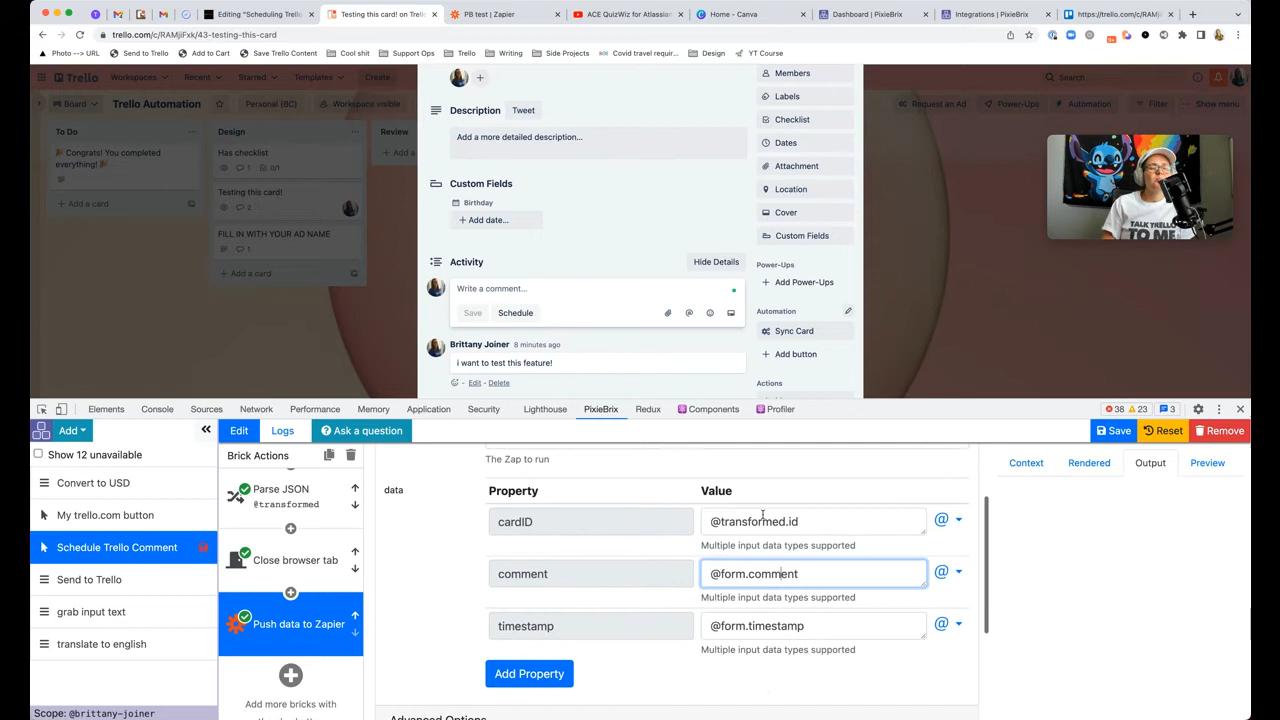 Editing "Scheduling Trello
Testing this card! on Trello
PB test | Zapier
ACE QuizWiz for Atlassian
Home - Canva
Dashboard | PixieBrix
Integrations | PixieBrix
https://trello.com/c/RAMj
trello.com/c/RAMjiFxk/43-testing-this-card
Photo --> URL
Send to Trello
Add to Cart
Save Trello Content
Cool shit
Support Ops
Trello
Writing
Side Projects
Covid travel requir...
Design
YT Course
Trello
Workspaces
Recent
Starred
Templates
Create
Search
Board
Trello Automation
Personal (BC)
Workspace visible
Request an Ad
Power-Ups
Automation
Filter
Show menu
To Do
Congrats! You completed
everything!
+ Add a card
Design
Has checklist
1
0/1
Testing this card!
2
FILL IN WITH YOUR AD NAME
1
+ Add a card
Review
+ Add a
Description
Tweet
Add a more detailed description...
Custom Fields
Birthday
+ Add date...
Activity
Hide Details
Write a comment...
Save
Schedule
Brittany Joiner 8 minutes ago
i want to test this feature!
Edit - Delete
Members
Labels
Checklist
Dates
Attachment
Location
Cover
Custom Fields
Power-Ups
+ Add Power-Ups
Automation
Sync Card
+ Add button
Actions
TALK TRELLO
TO ME
Elements
Console
Sources
Network
Performance
Memory
Application
Security
Lighthouse
PixieBrix
Redux
Components
Profiler
38
23
3
Add
Edit
Logs
Ask a question
Save
Reset
Remove
Show 12 unavailable
Convert to USD
My trello.com button
Schedule Trello Comment
Send to Trello
grab input text
translate to english
Scope: @brittany-joiner
Brick Actions
Parse JSON
@transformed
Close browser tab
Push data to Zapier
Add more bricks with
The Zap to run
data
Property
Value
cardID
@transformed.id
Multiple input data types supported
comment
@form.comment
Multiple input data types supported
timestamp
@form.timestamp
Multiple input data types supported
Add Property
Advanced Options
Context
Rendered
Output
Preview